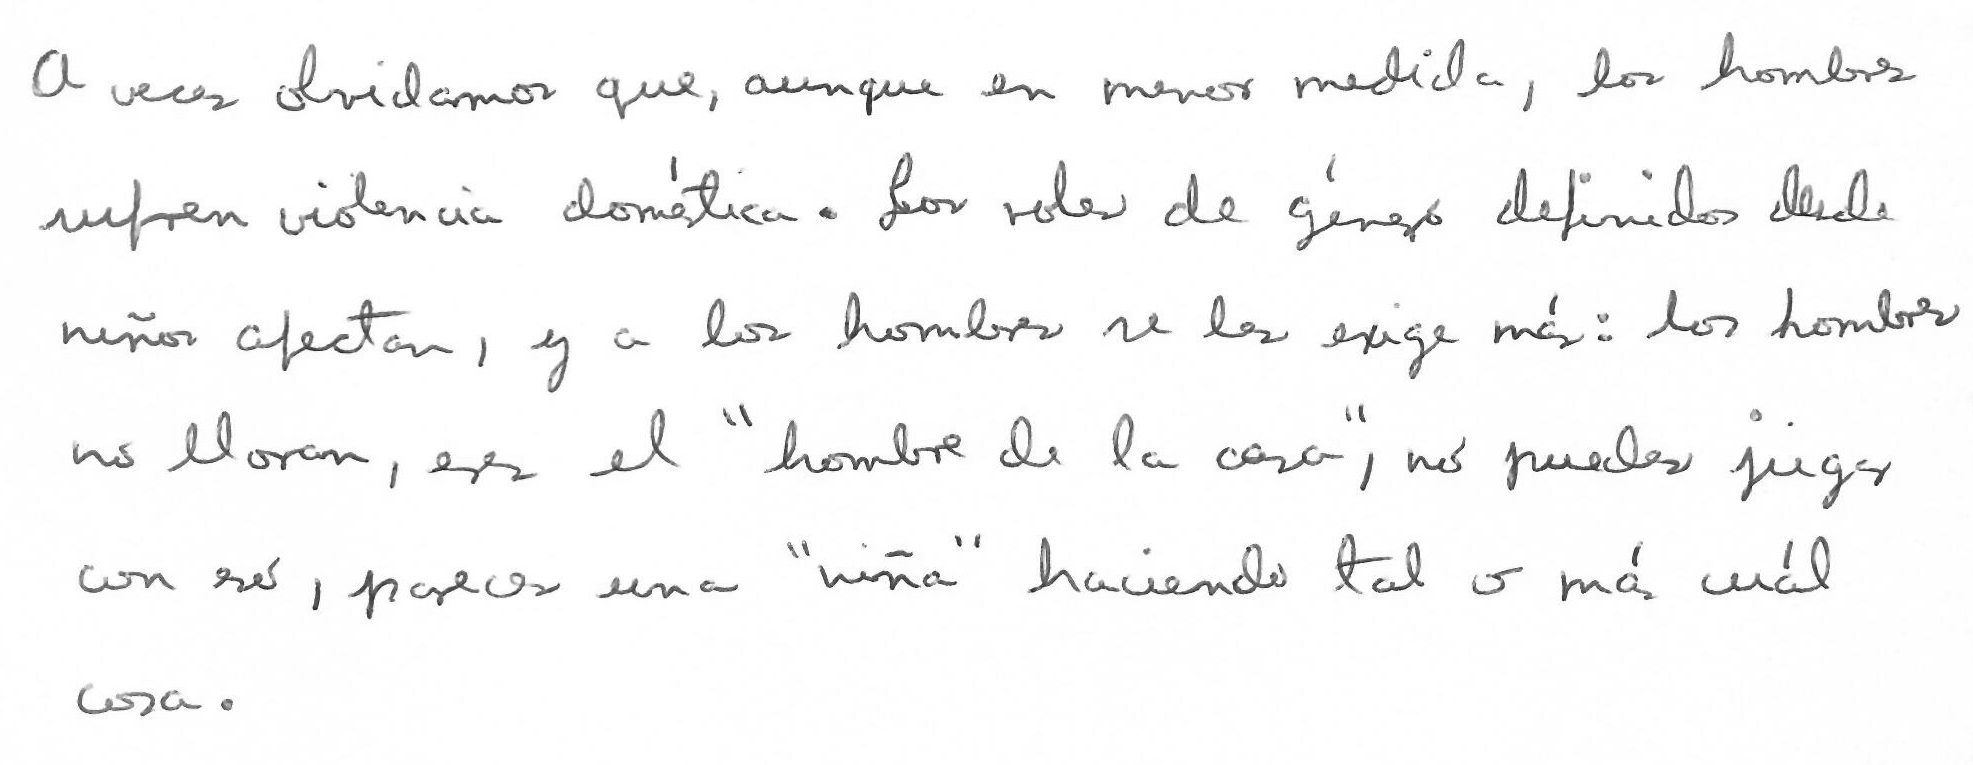 A veces olvidamos que, aunque en menor medida, los hombres
sufren violencia doméstica. Los roles de género definidos desde
niños afectan, y a los hombres se les exige más: los hombres
no lloran, eres el "hombre de la casa", no puedes jugar
con eso, pareces una "niña" haciendo tal o más cuál
cosa.